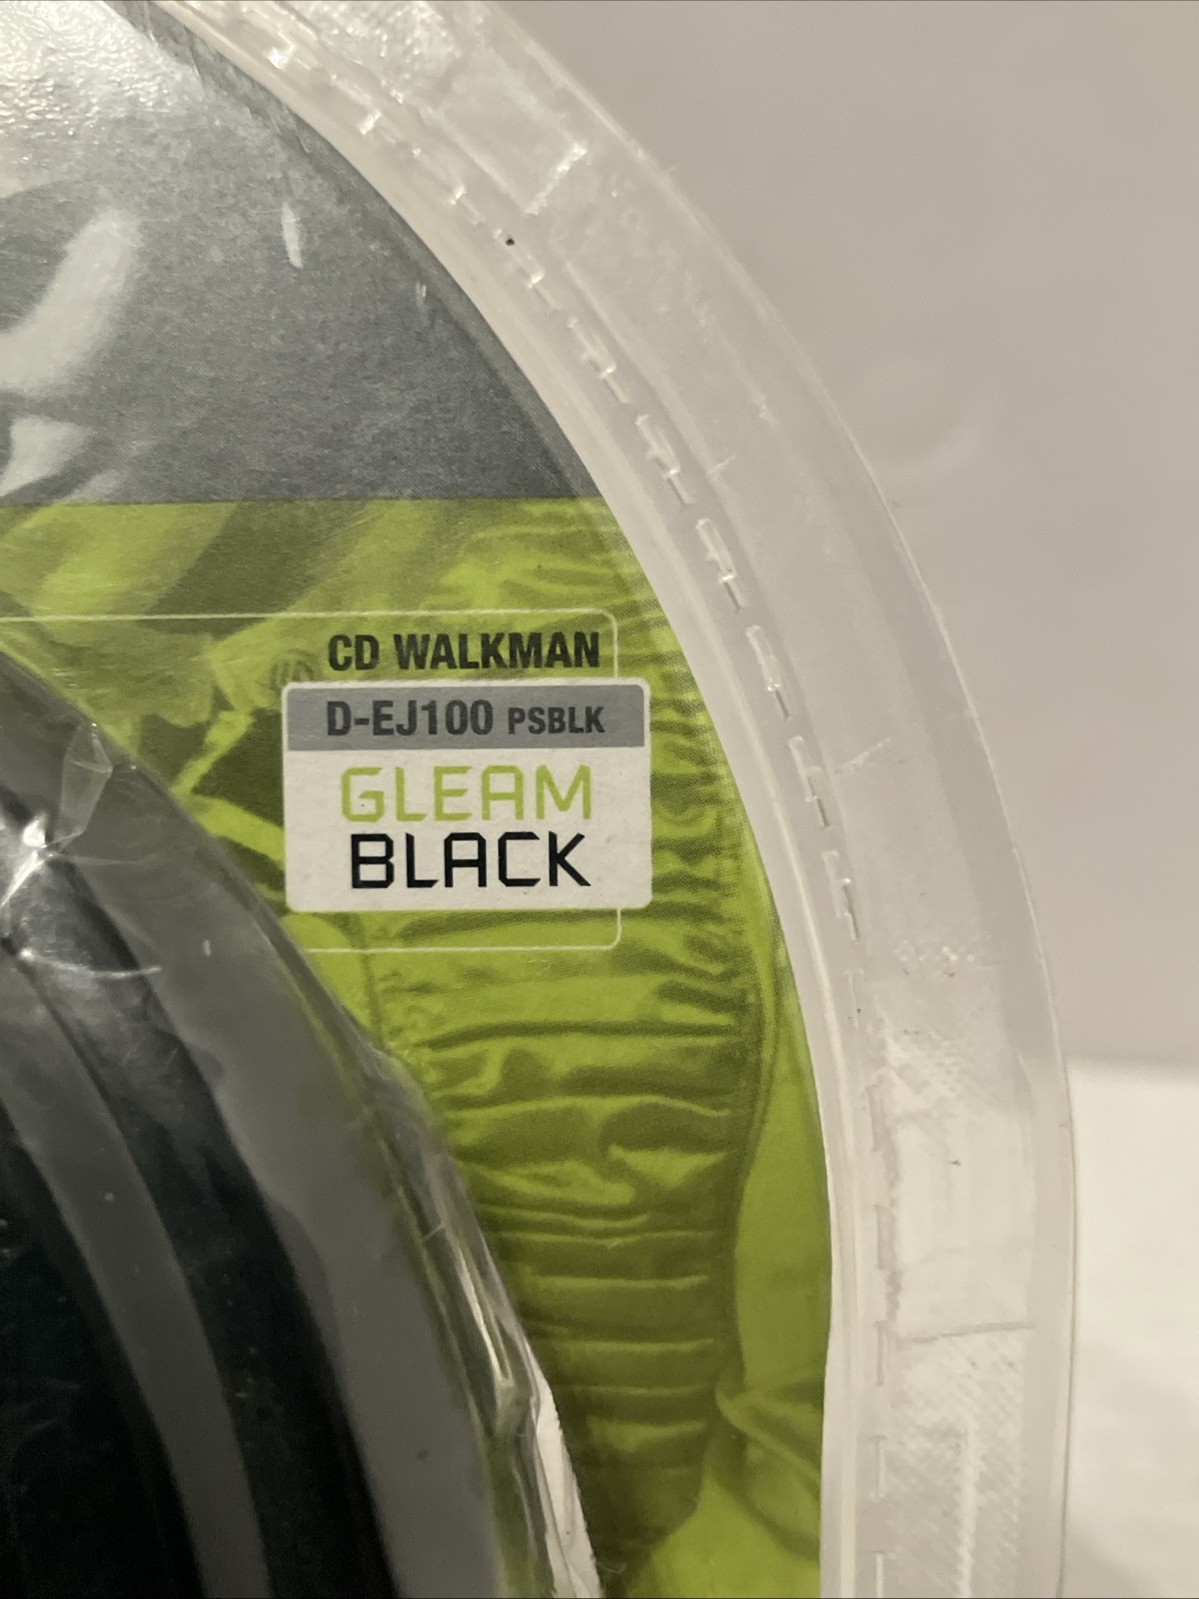 CD WALKMAN
D-EJ100 PSBLK
GLEAM
BLACK